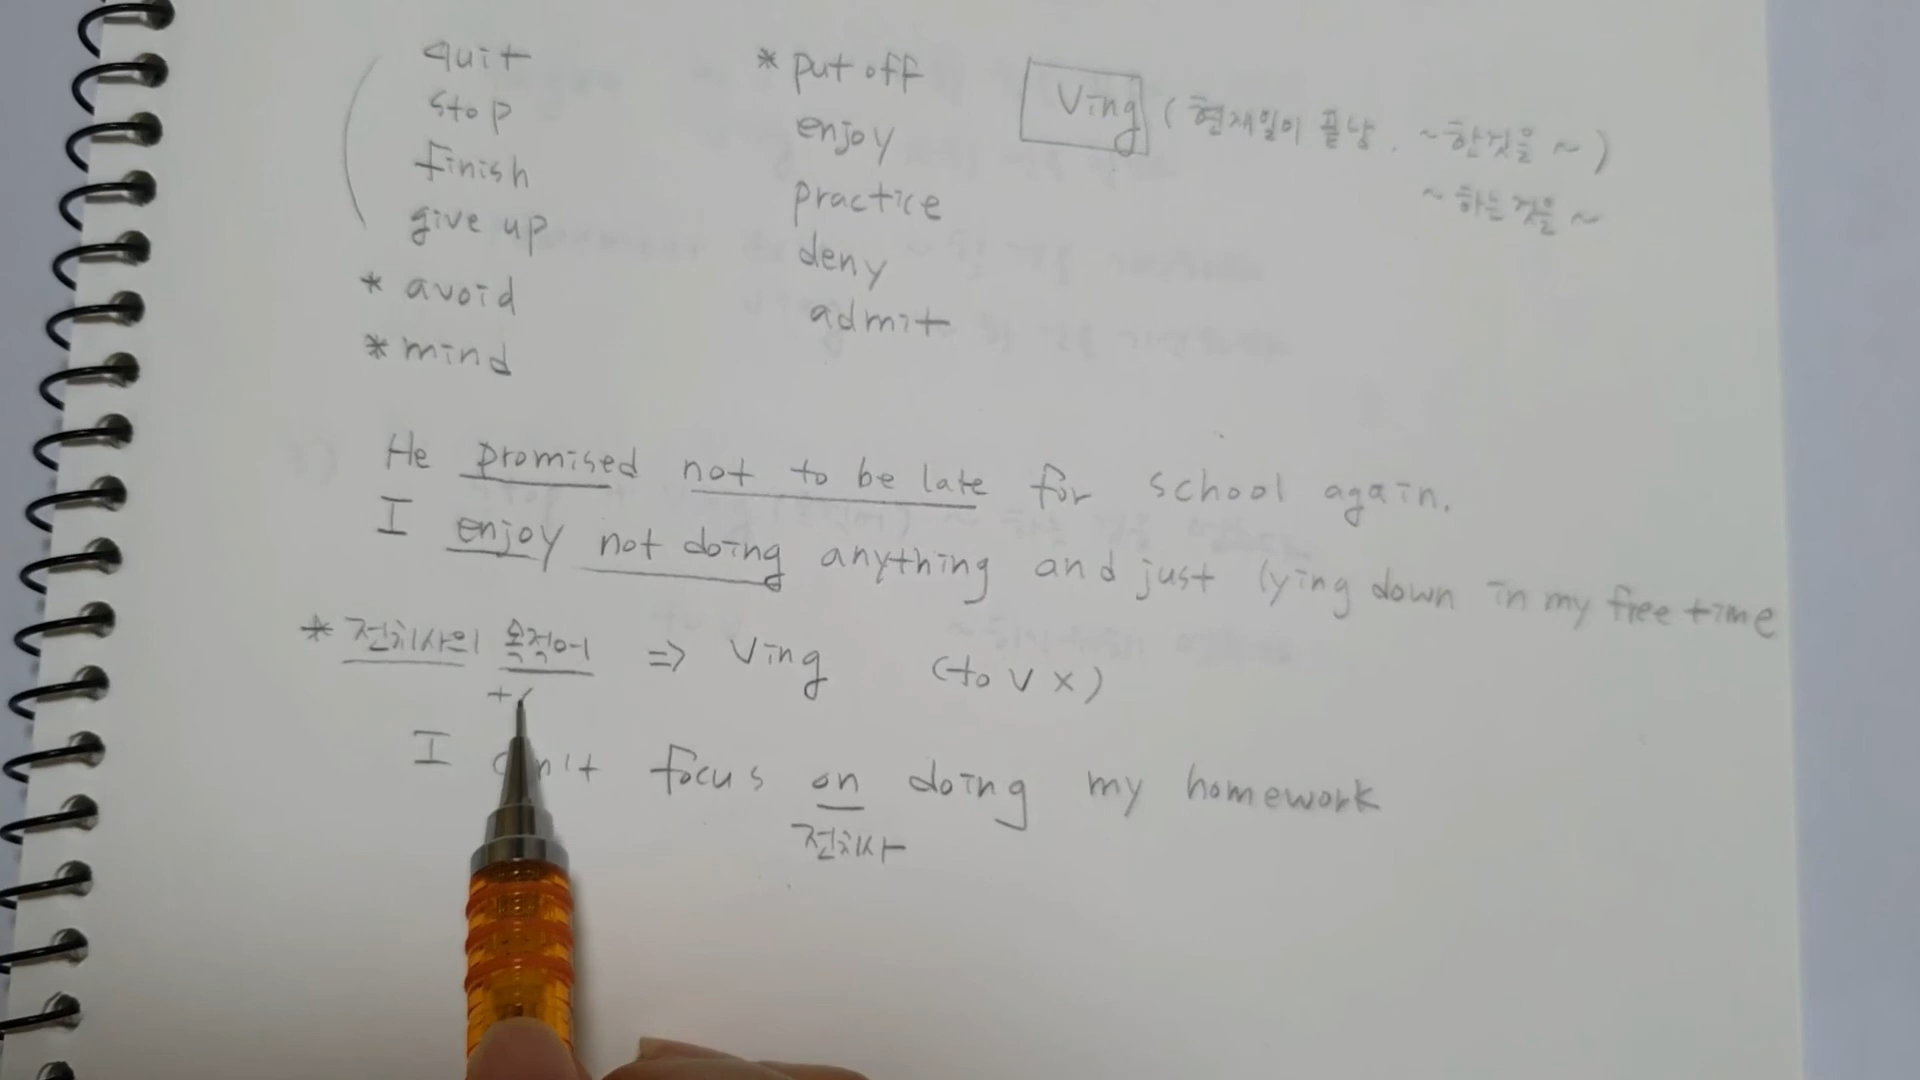 quit
stop
finish
give up
* avoid
* mind
* put off
enjoy
practice
deny
admit
Ving (현재일이 끝남. ~한것을 ~)
~하는것을 ~
He promised not to be late for school again.
I enjoy not doing anything and just lying down in my free time
* 전치사의 목적어 => Ving (to V X)
I focus on doing my homework
전치사